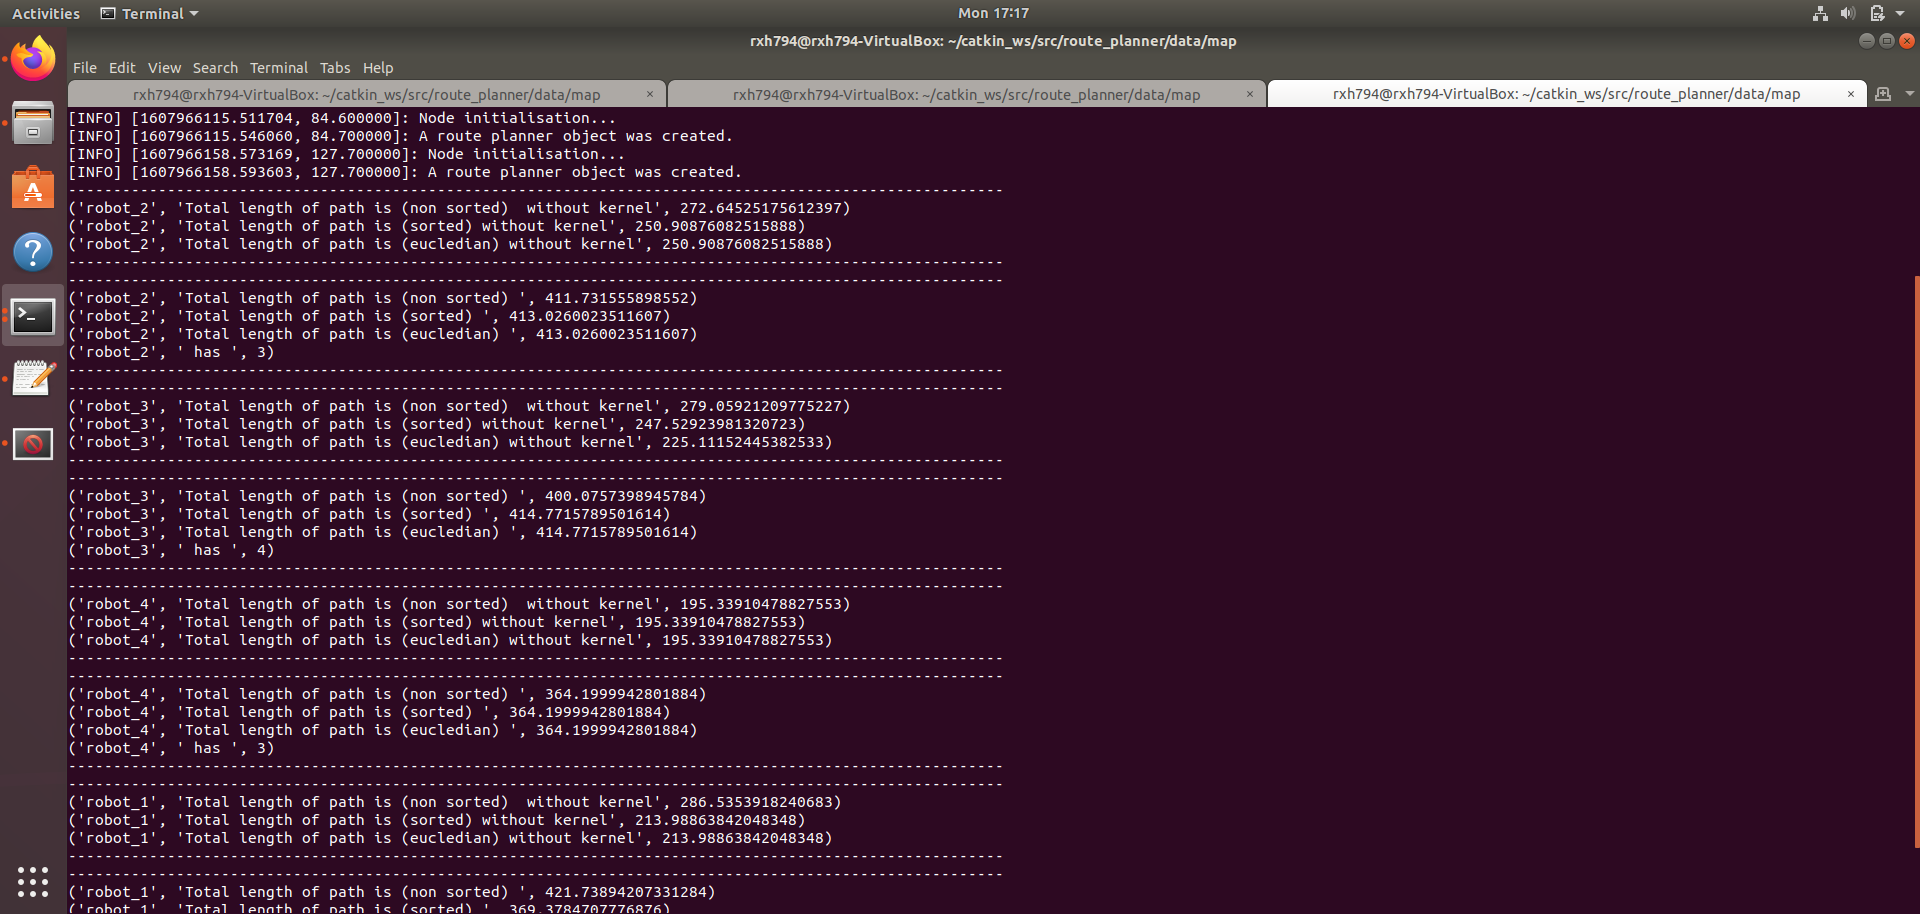 Activities Terminal Mon 17:17
rxh794@rxh794-VirtualBox: ~/catkin_ws/src/route_planner/data/map
File Edit View Search Terminal Tabs Help
rxh794@rxh794-VirtualBox: ~/catkin_ws/src/route_planner/data/map × rxh794@rxh794-VirtualBox: ~/catkin_ws/src/route_planner/data/map × rxh794@rxh794-VirtualBox: ~/catkin_ws/src/route_planner/data/map ×
[INFO] [1607966115.511704, 84.600000]: Node initialisation...
[INFO] [1607966115.546060, 84.700000]: A route planner object was created.
[INFO] [1607966158.573169, 127.700000]: Node initialisation...
[INFO] [1607966158.593603, 127.700000]: A route planner object was created.
--------------------------------------------------------------------------------------------------------
('robot_2', 'Total length of path is (non sorted)  without kernel', 272.64525175612397)
('robot_2', 'Total length of path is (sorted) without kernel', 250.90876082515888)
('robot_2', 'Total length of path is (eucledian) without kernel', 250.90876082515888)
--------------------------------------------------------------------------------------------------------
--------------------------------------------------------------------------------------------------------
('robot_2', 'Total length of path is (non sorted) ', 411.731555898552)
('robot_2', 'Total length of path is (sorted) ', 413.0260023511607)
('robot_2', 'Total length of path is (eucledian) ', 413.0260023511607)
('robot_2', ' has ', 3)
--------------------------------------------------------------------------------------------------------
--------------------------------------------------------------------------------------------------------
('robot_3', 'Total length of path is (non sorted)  without kernel', 279.05921209775227)
('robot_3', 'Total length of path is (sorted) without kernel', 247.52923981320723)
('robot_3', 'Total length of path is (eucledian) without kernel', 225.11152445382533)
--------------------------------------------------------------------------------------------------------
--------------------------------------------------------------------------------------------------------
('robot_3', 'Total length of path is (non sorted) ', 400.0757398945784)
('robot_3', 'Total length of path is (sorted) ', 414.7715789501614)
('robot_3', 'Total length of path is (eucledian) ', 414.7715789501614)
('robot_3', ' has ', 4)
--------------------------------------------------------------------------------------------------------
--------------------------------------------------------------------------------------------------------
('robot_4', 'Total length of path is (non sorted)  without kernel', 195.33910478827553)
('robot_4', 'Total length of path is (sorted) without kernel', 195.33910478827553)
('robot_4', 'Total length of path is (eucledian) without kernel', 195.33910478827553)
--------------------------------------------------------------------------------------------------------
--------------------------------------------------------------------------------------------------------
('robot_4', 'Total length of path is (non sorted) ', 364.1999942801884)
('robot_4', 'Total length of path is (sorted) ', 364.1999942801884)
('robot_4', 'Total length of path is (eucledian) ', 364.1999942801884)
('robot_4', ' has ', 3)
--------------------------------------------------------------------------------------------------------
--------------------------------------------------------------------------------------------------------
('robot_1', 'Total length of path is (non sorted)  without kernel', 286.5353918240683)
('robot_1', 'Total length of path is (sorted) without kernel', 213.98863842048348)
('robot_1', 'Total length of path is (eucledian) without kernel', 213.98863842048348)
--------------------------------------------------------------------------------------------------------
--------------------------------------------------------------------------------------------------------
('robot_1', 'Total length of path is (non sorted) ', 421.73894207331284)
('robot_1', 'Total length of path is (sorted) ', 369.3784707776876)